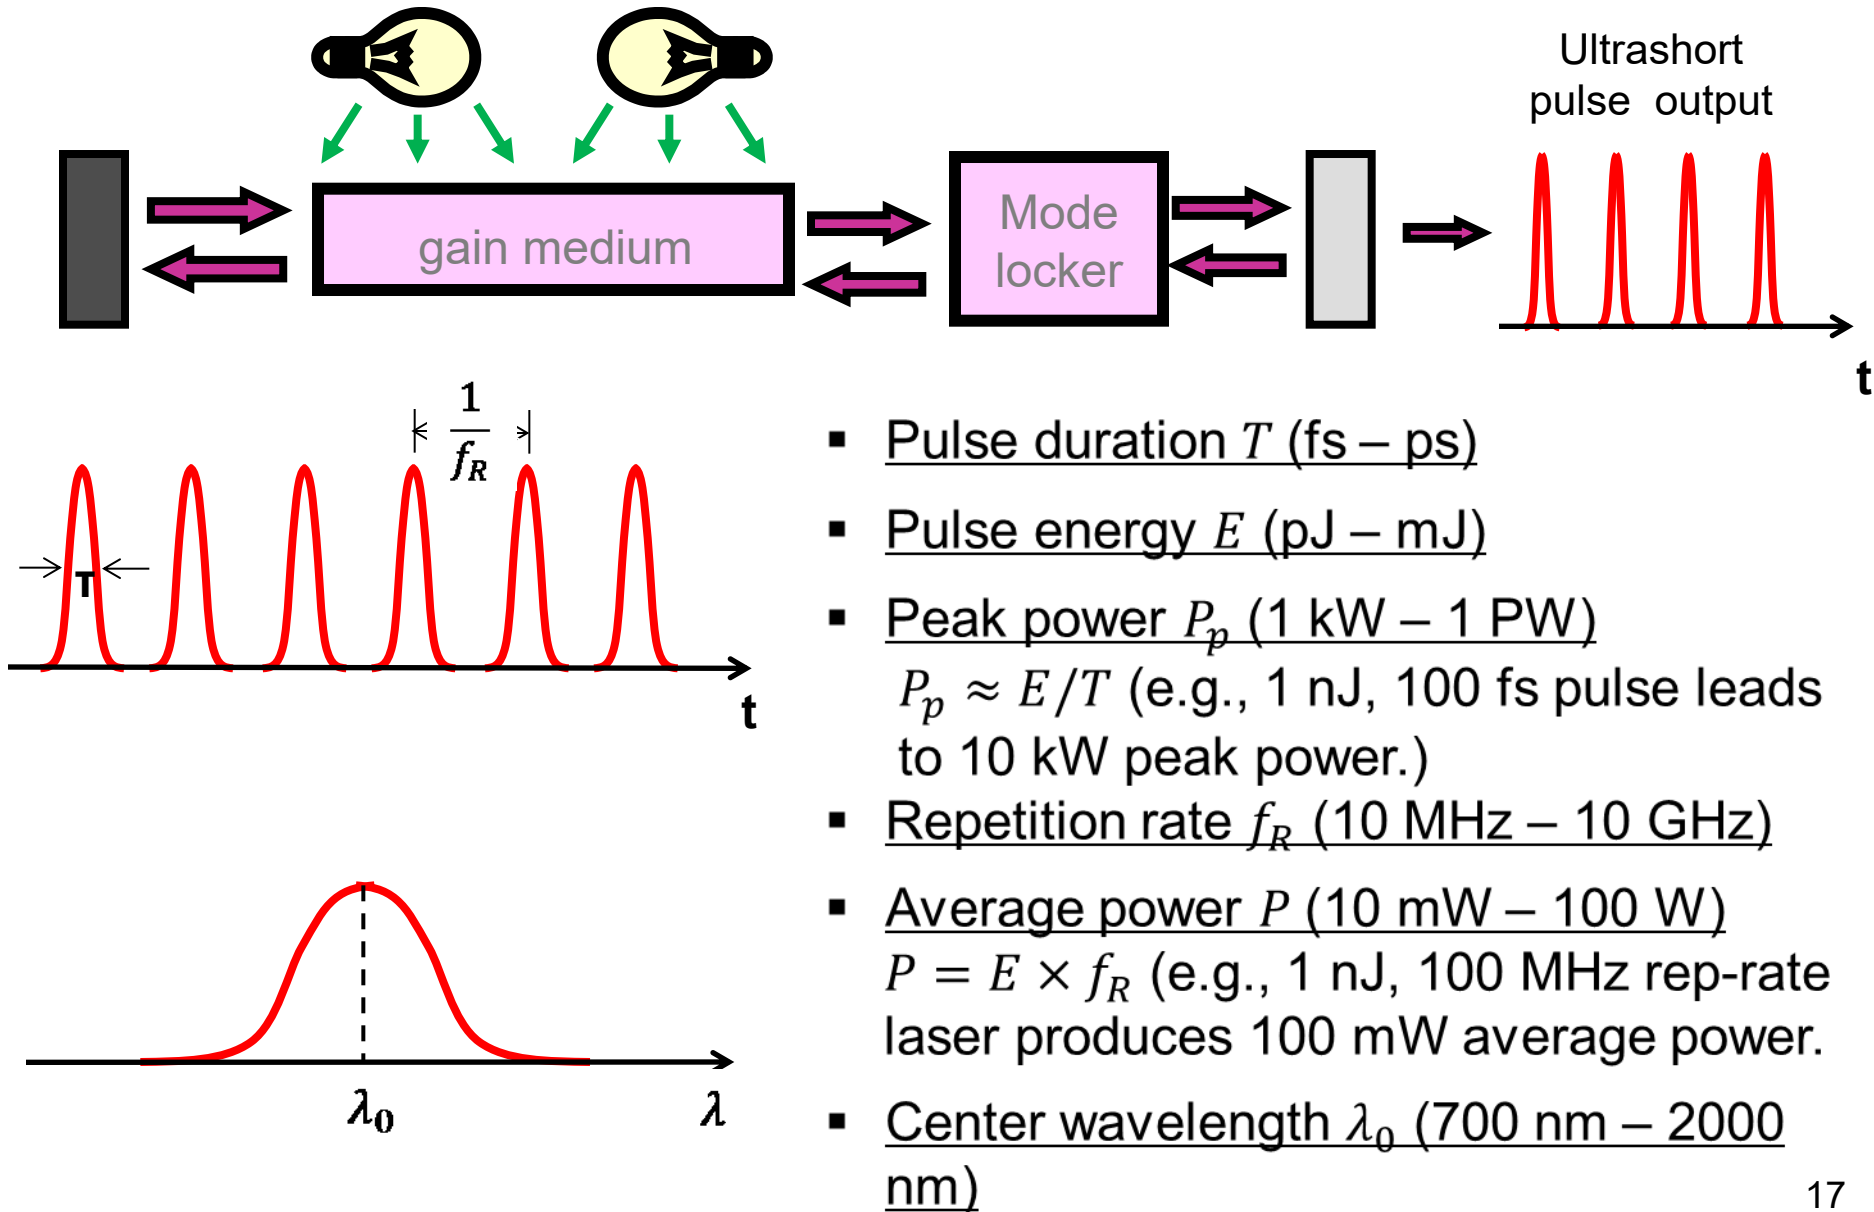 Ultrashort
pulse output
gain medium
Mode
locker
t
1
f_R
T
t
λ₀
λ
▪ Pulse duration T (fs – ps)
▪ Pulse energy E (pJ – mJ)
▪ Peak power P_p (1 kW – 1 PW)
P_p ≈ E/T (e.g., 1 nJ, 100 fs pulse leads
to 10 kW peak power.)
▪ Repetition rate f_R (10 MHz – 10 GHz)
▪ Average power P (10 mW – 100 W)
P = E × f_R (e.g., 1 nJ, 100 MHz rep-rate
laser produces 100 mW average power.
▪ Center wavelength λ₀ (700 nm – 2000
nm)
17